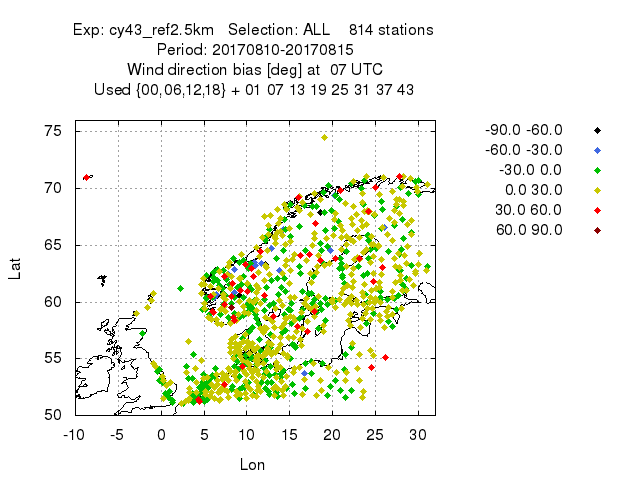 Exp: cy43_ref2.5km   Selection: ALL    814 stations
Period: 20170810-20170815
Wind direction bias [deg] at  07 UTC
Used {00,06,12,18} + 01 07 13 19 25 31 37 43
75
70
65
60
55
50
Lat
-10 -5 0 5 10 15 20 25 30
Lon
-90.0 -60.0
-60.0 -30.0
-30.0 0.0
0.0 30.0
30.0 60.0
60.0 90.0